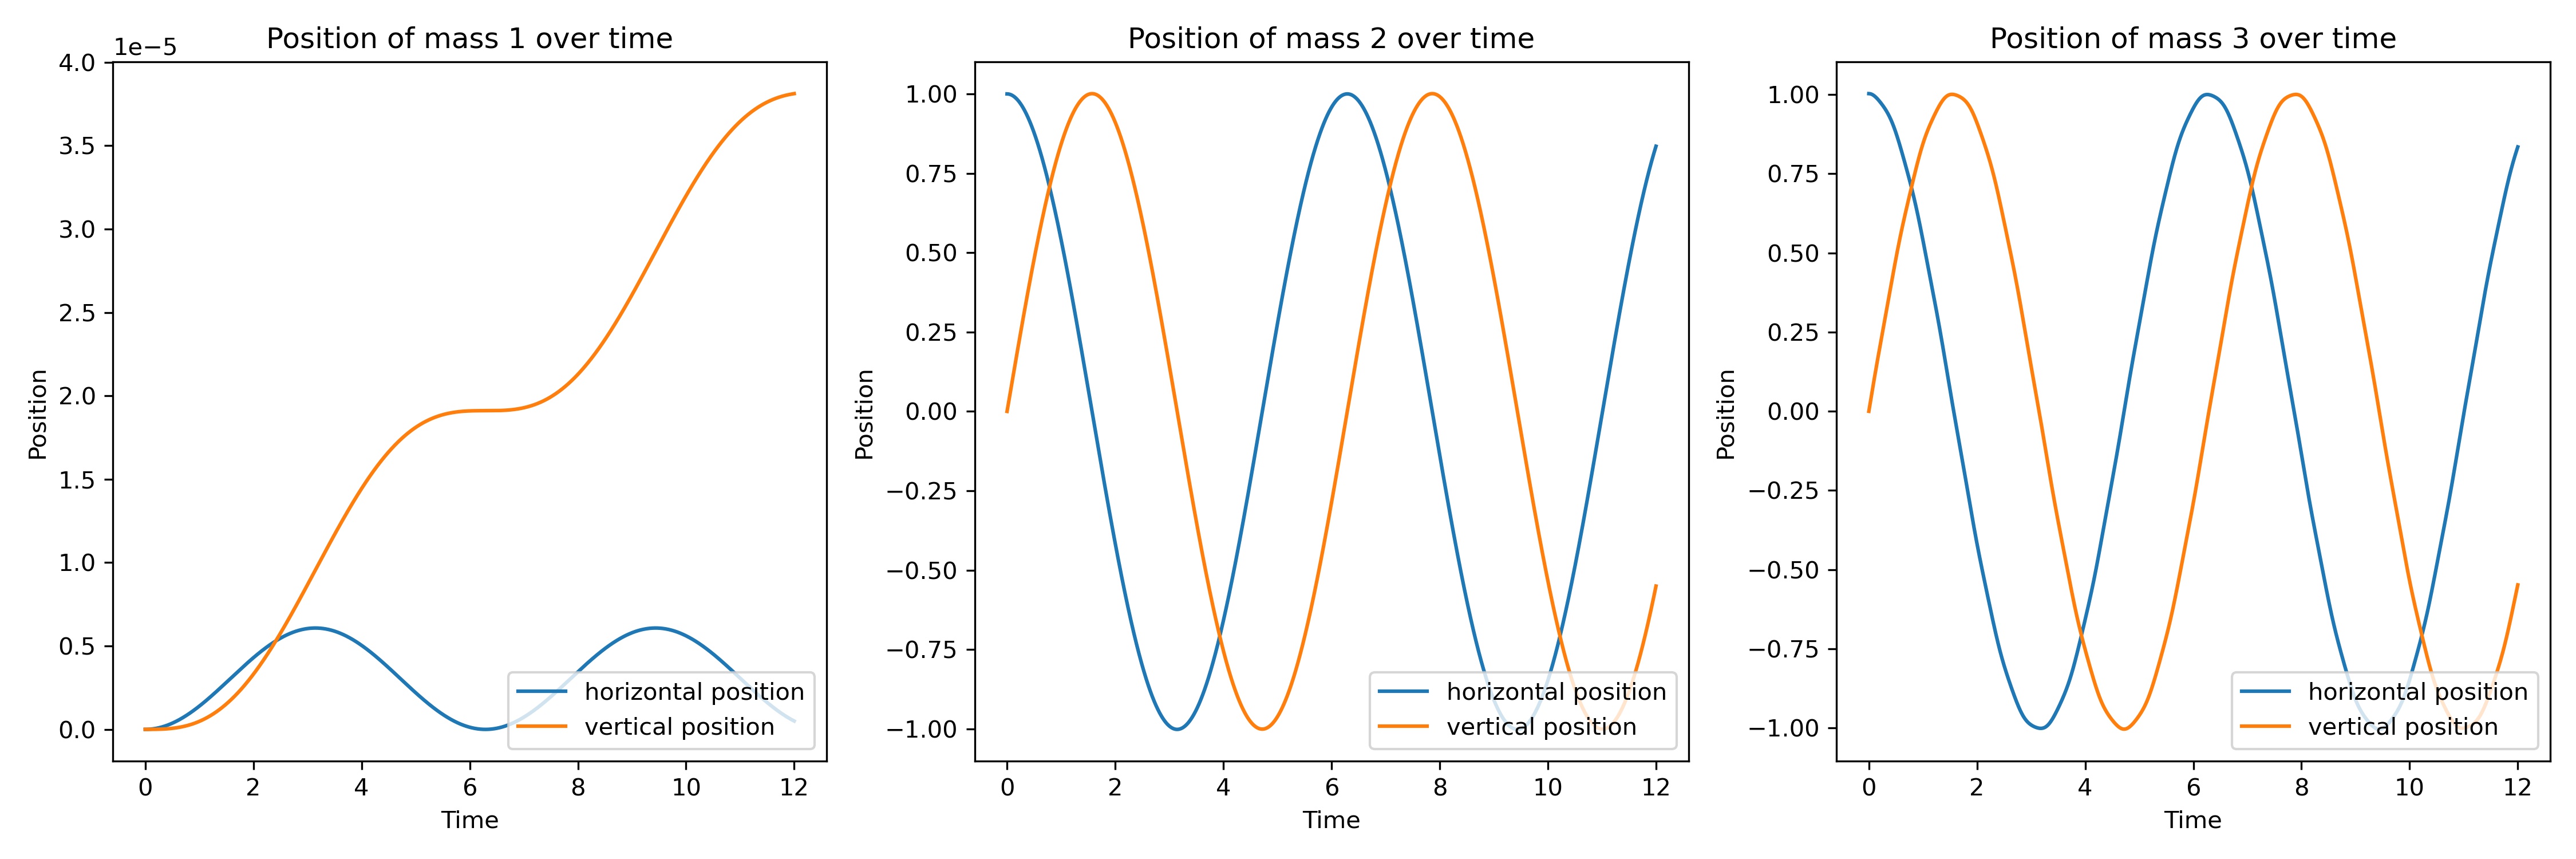 Position of mass 1 over time
1e−5
4.0
3.5
3.0
2.5
2.0
1.5
1.0
0.5
0.0
Position
0 2 4 6 8 10 12
Time
horizontal position
vertical position
Position of mass 2 over time
1.00
0.75
0.50
0.25
0.00
−0.25
−0.50
−0.75
−1.00
Position
0 2 4 6 8 10 12
Time
horizontal position
vertical position
Position of mass 3 over time
1.00
0.75
0.50
0.25
0.00
−0.25
−0.50
−0.75
−1.00
Position
0 2 4 6 8 10 12
Time
horizontal position
vertical position